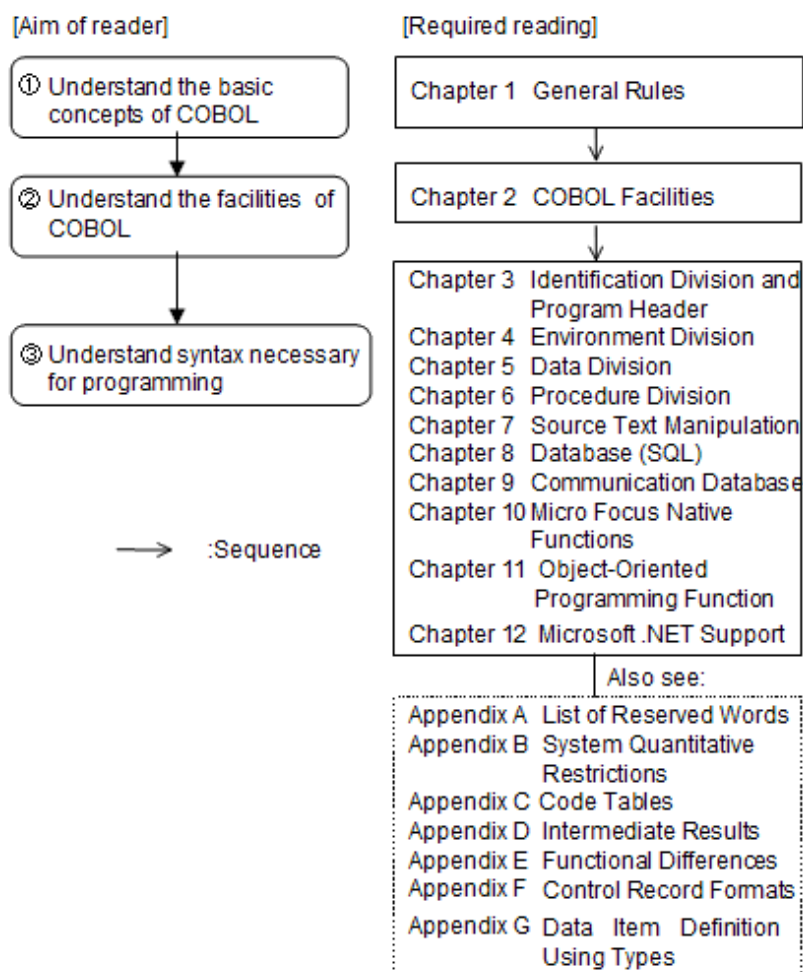 [Aim of reader]
① Understand the basic
concepts of COBOL
② Understand the facilities of
COBOL
③ Understand syntax necessary
for programming
:Sequence
[Required reading]
Chapter 1 General Rules
Chapter 2 COBOL Facilities
Chapter 3 Identification Division and
Program Header
Chapter 4 Environment Division
Chapter 5 Data Division
Chapter 6 Procedure Division
Chapter 7 Source Text Manipulation
Chapter 8 Database (SQL)
Chapter 9 Communication Database
Chapter 10 Micro Focus Native
Functions
Chapter 11 Object-Oriented
Programming Function
Chapter 12 Microsoft .NET Support
Also see:
Appendix A List of Reserved Words
Appendix B System Quantitative
Restrictions
Appendix C Code Tables
Appendix D Intermediate Results
Appendix E Functional Differences
Appendix F Control Record Formats
Appendix G Data Item Definition
Using Types